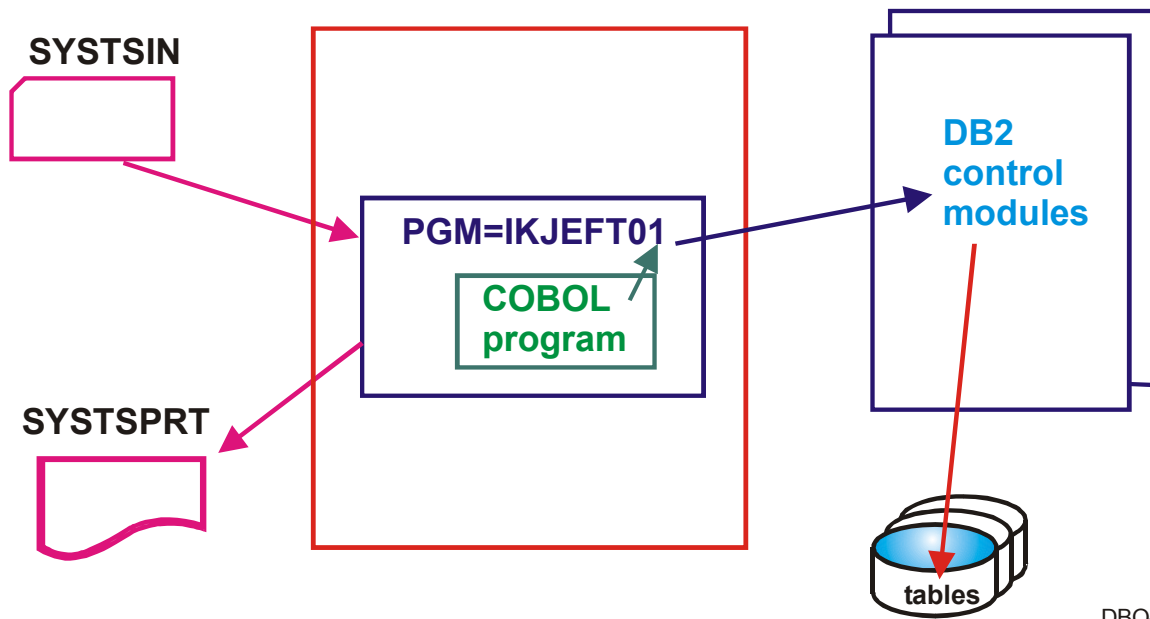 SYSTSIN
PGM=IKJEFT01
COBOL
program
DB2
control
modules
SYSTSPRT
tables